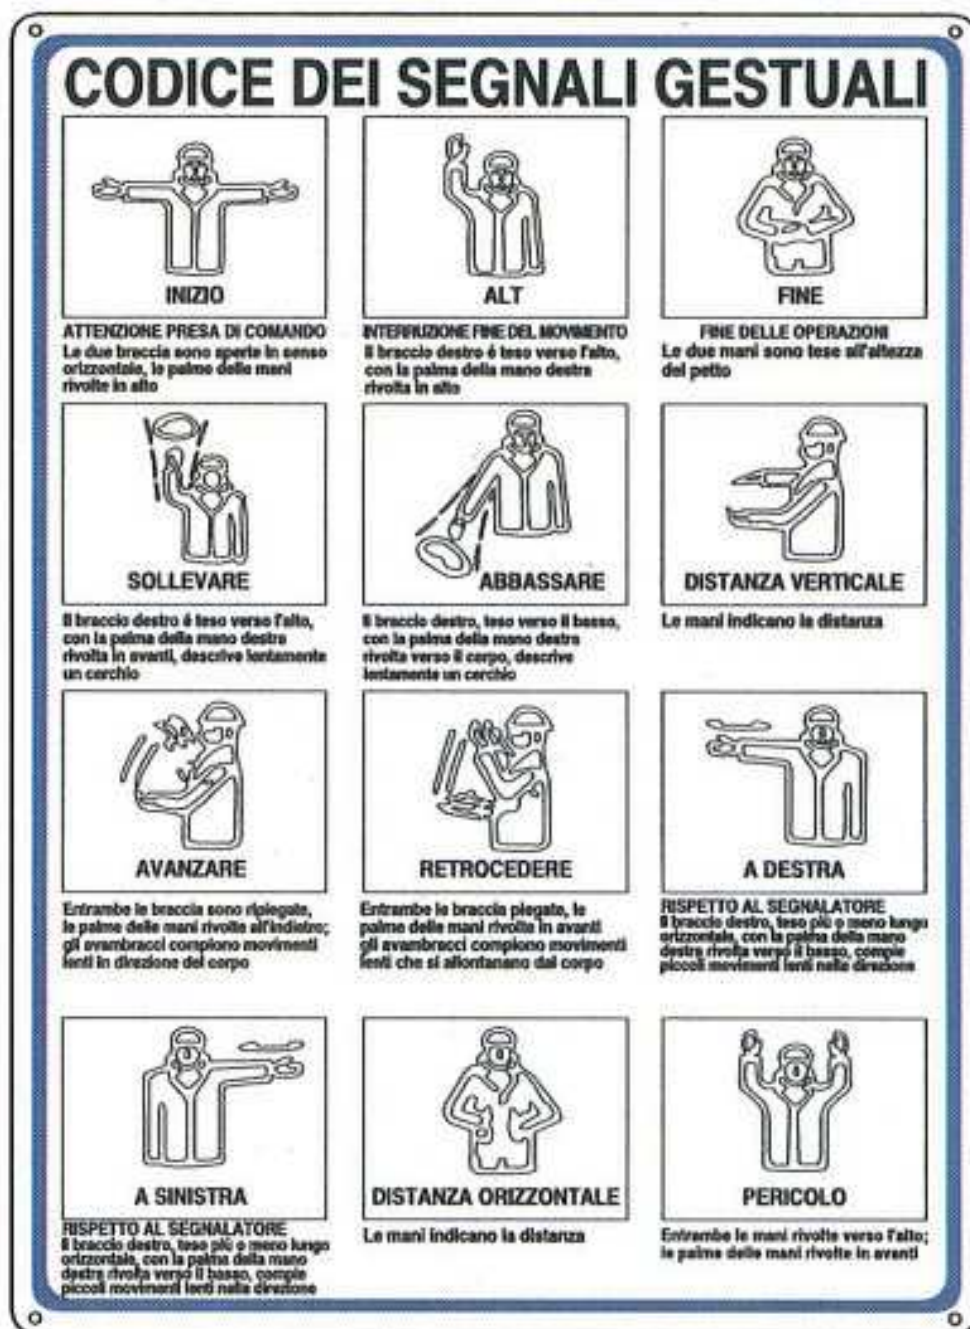 CODICE DEI SEGNALI GESTUALI
INIZIO
ATTENZIONE PRESA DI COMANDO
Le due braccia sono aperte in senso
orizzontale, le palme delle mani
rivolte in alto
ALT
INTERRUZIONE FINE DEL MOVIMENTO
Il braccio destro é teso verso l'alto,
con la palma della mano destra
rivolta in alto
FINE
FINE DELLE OPERAZIONI
Le due mani sono tese all'altezza
del petto
SOLLEVARE
Il braccio destro é teso verso l'alto,
con la palma della mano destra
rivolta in avanti, descrive lentamente
un cerchio
ABBASSARE
Il braccio destro, teso verso il basso,
con la palma della mano destra
rivolta verso il corpo, descrive
lentamente un cerchio
DISTANZA VERTICALE
Le mani indicano la distanza
AVANZARE
Entrambe le braccia sono ripiegate,
le palme delle mani rivolte all'indietro;
gli avambracci compiono movimenti
lenti in direzione del corpo
RETROCEDERE
Entrambe le braccia piegate, le
palme delle mani rivolte in avanti
gli avambracci compiono movimenti
lenti che si allontanano dal corpo
A DESTRA
RISPETTO AL SEGNALATORE
Il braccio destro, teso più o meno lungo
orizzontale, con la palma della mano
destra rivolta verso il basso, compie
piccoli movimenti lenti nella direzione
A SINISTRA
RISPETTO AL SEGNALATORE
Il braccio destro, teso più o meno lungo
orizzontale, con la palma della mano
destra rivolta verso il basso, compie
piccoli movimenti lenti nella direzione
DISTANZA ORIZZONTALE
Le mani indicano la distanza
PERICOLO
Entrambe le mani rivolte verso l'alto;
le palme delle mani rivolte in avanti